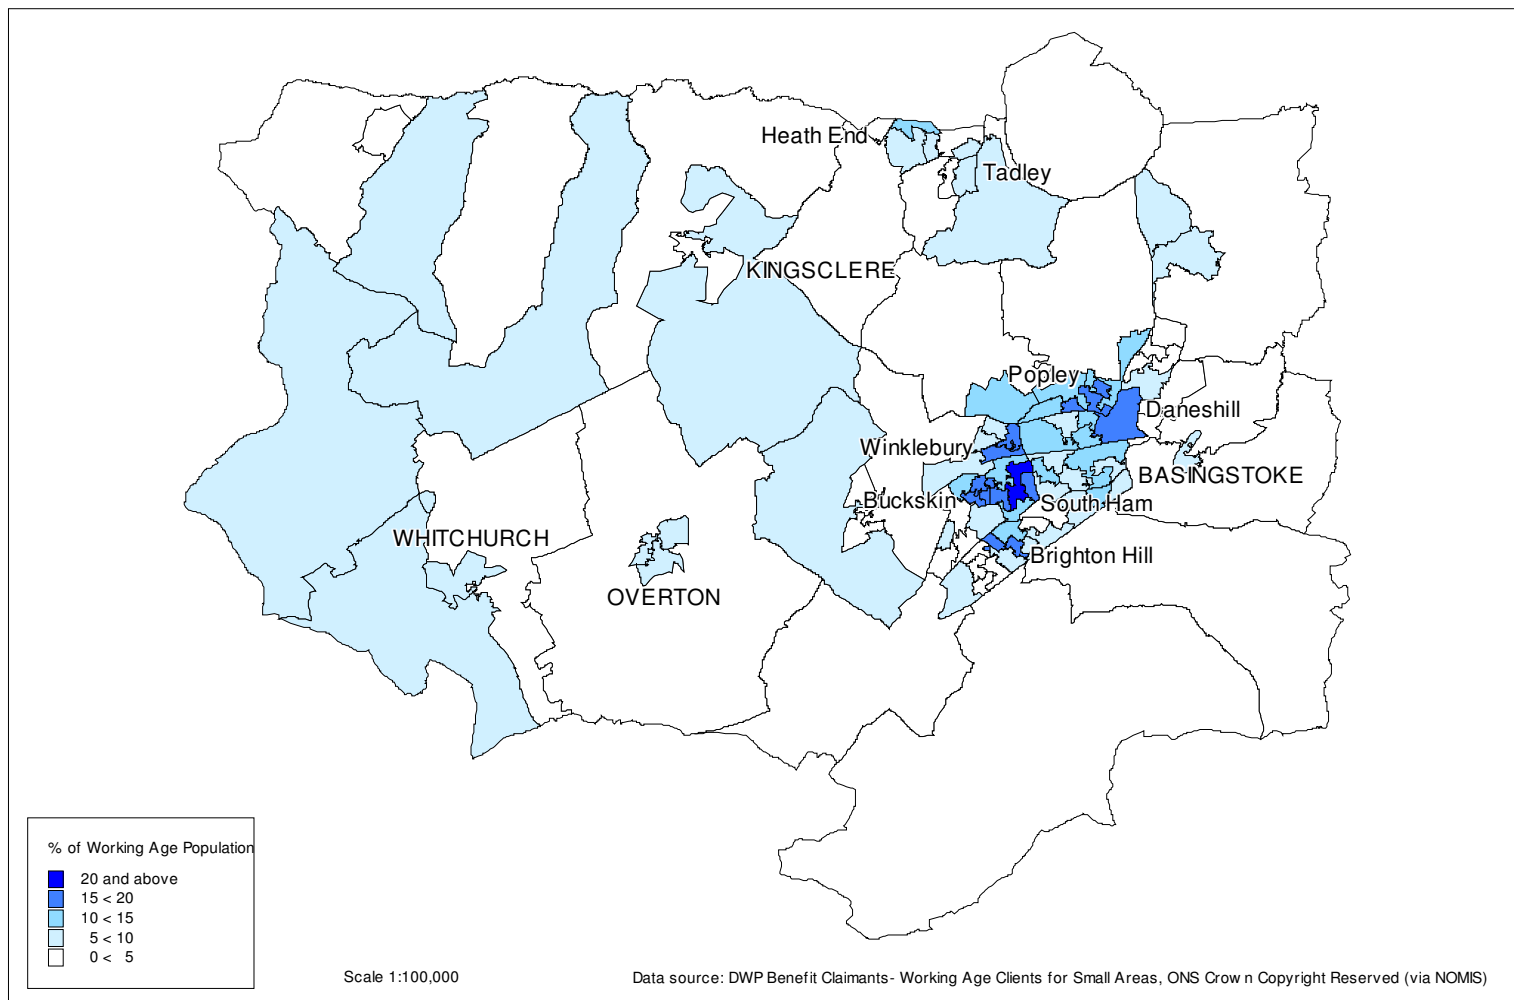 Heath End
Tadley
KINGSCLERE
Popley
Daneshill
Winklebury
BASINGSTOKE
Buckskin
South Ham
WHITCHURCH
Brighton Hill
OVERTON
% of Working Age Population
20 and above
15 < 20
10 < 15
5 < 10
0 < 5
Scale 1:100,000
Data source: DWP Benefit Claimants- Working Age Clients for Small Areas, ONS Crown Copyright Reserved (via NOMIS)